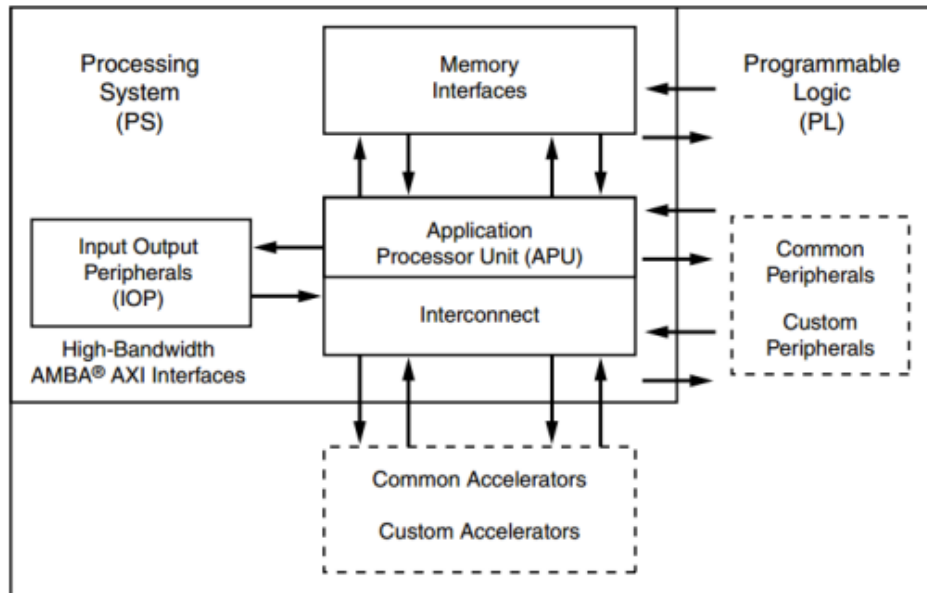 Processing
System
(PS)
Memory
Interfaces
Programmable
Logic
(PL)
Input Output
Peripherals
(IOP)
High-Bandwidth
AMBA® AXI Interfaces
Application
Processor Unit (APU)
Interconnect
Common
Peripherals
Custom
Peripherals
Common Accelerators
Custom Accelerators